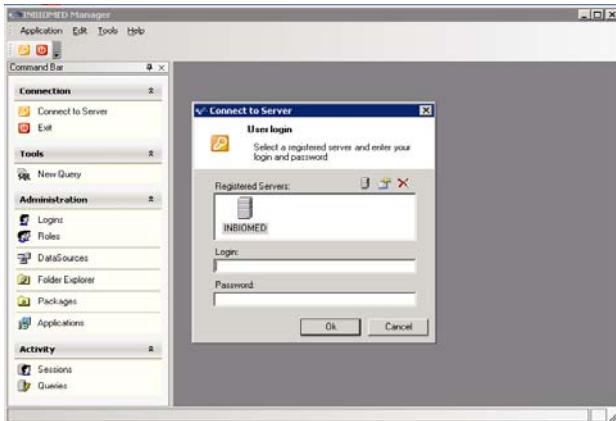 INBIOMED Manager
Application Edit Tools Help
Command Bar
Connection
Connect to Server
Exit
Tools
SQL New Query
Administration
Logins
Roles
DataSources
Folder Explorer
Packages
Applications
Activity
Sessions
Queries
Connect to Server
User login
Select a registered server and enter your
login and password
Registered Servers:
INBIOMED
Login:
Password:
Ok Cancel